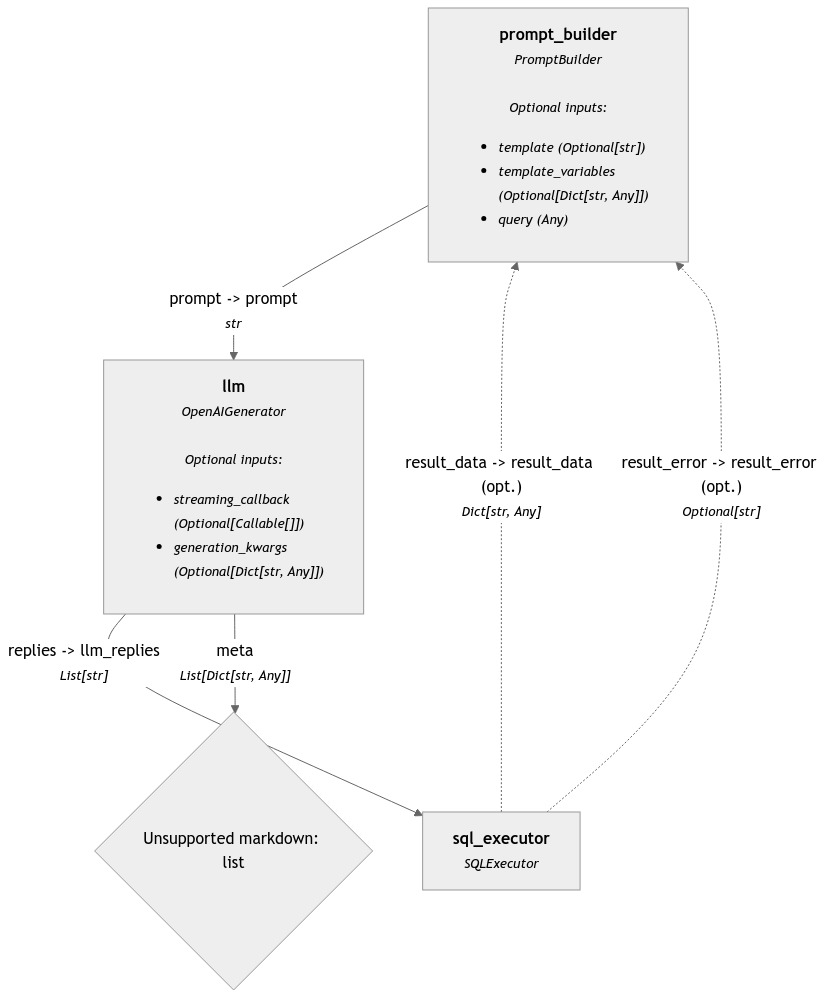 prompt_builder
PromptBuilder
Optional inputs:
• template (Optional[str])
• template_variables
(Optional[Dict[str, Any]])
• query (Any)
prompt -> prompt
str
llm
OpenAIGenerator
Optional inputs:
• streaming_callback
(Optional[Callable[]])
• generation_kwargs
(Optional[Dict[str, Any]])
result_data -> result_data
(opt.)
Dict[str, Any]
result_error -> result_error
(opt.)
Optional[str]
replies -> llm_replies
List[str]
meta
List[Dict[str, Any]]
Unsupported markdown:
list
sql_executor
SQLExecutor